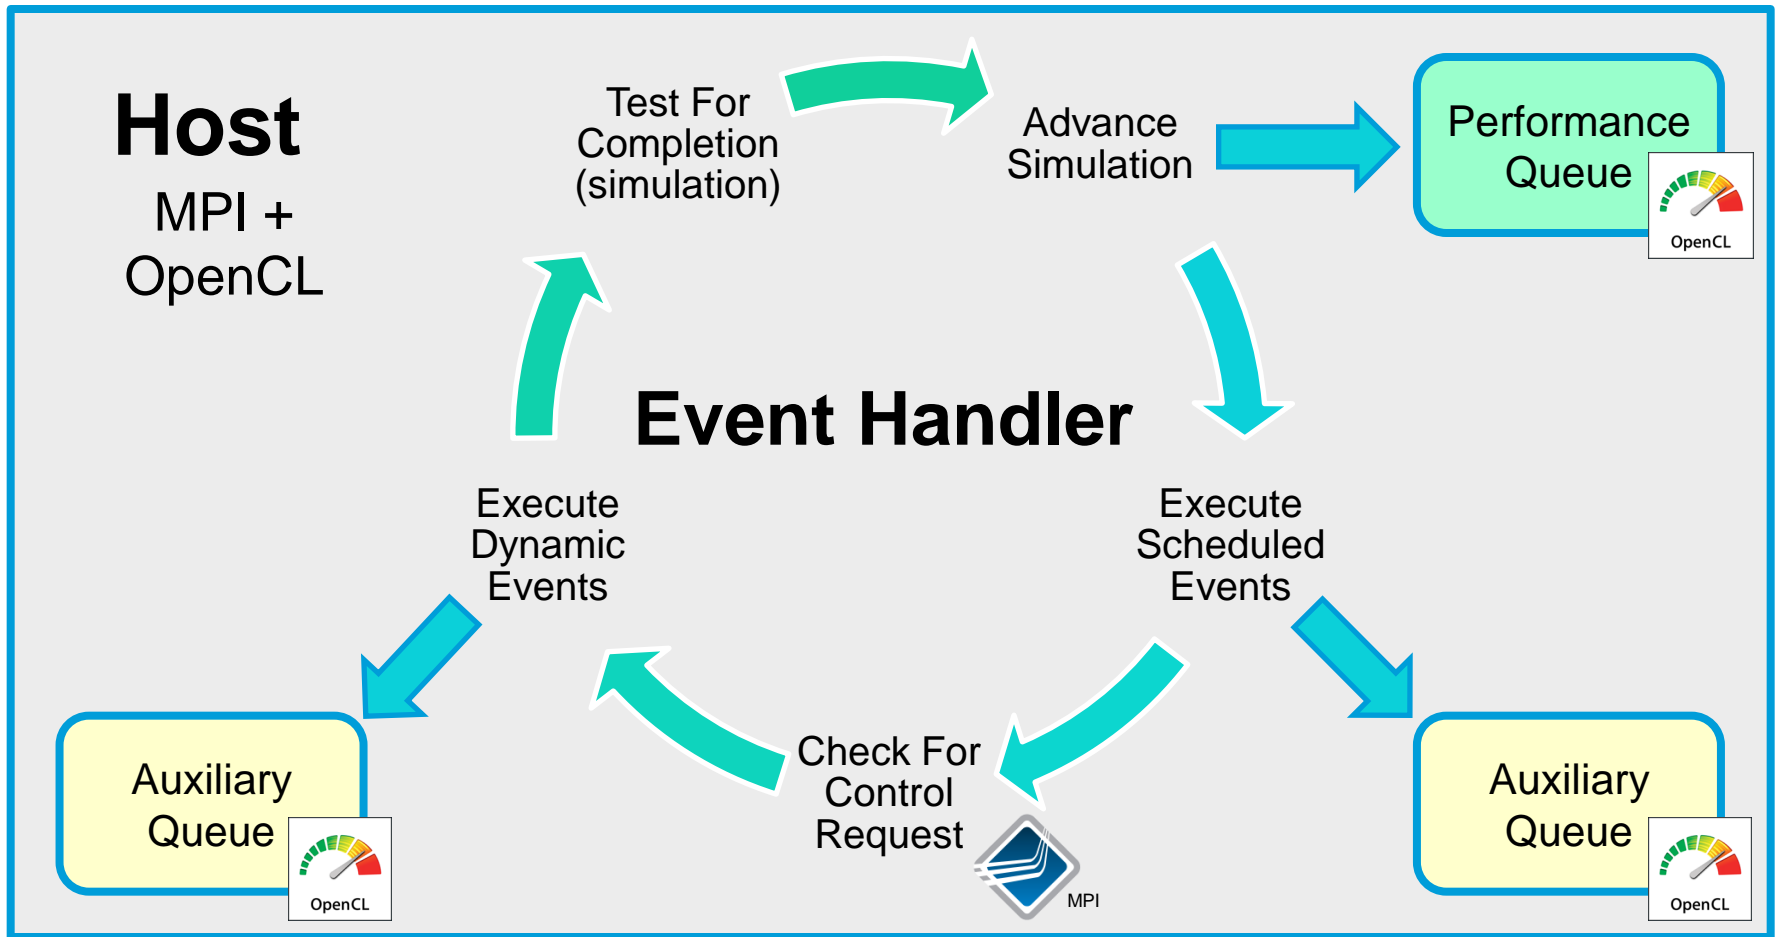 Host
MPI +
OpenCL
Test For
Completion
(simulation)
Advance
Simulation
Performance
Queue
OpenCL
Event Handler
Execute
Dynamic
Events
Execute
Scheduled
Events
Check For
Control
Request
MPI
Auxiliary
Queue
OpenCL
Auxiliary
Queue
OpenCL